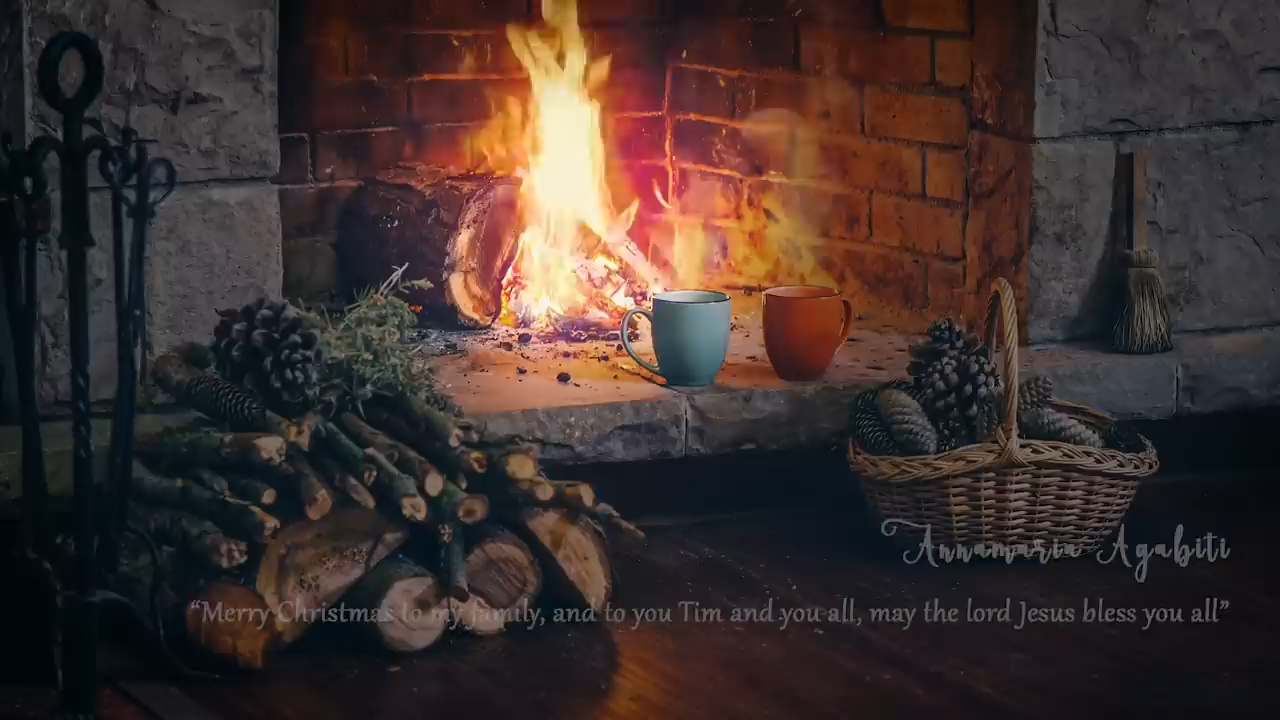 Annamaria Agabiti
“Merry Christmas to my family, and to you Tim and you all, may the lord Jesus bless you all”